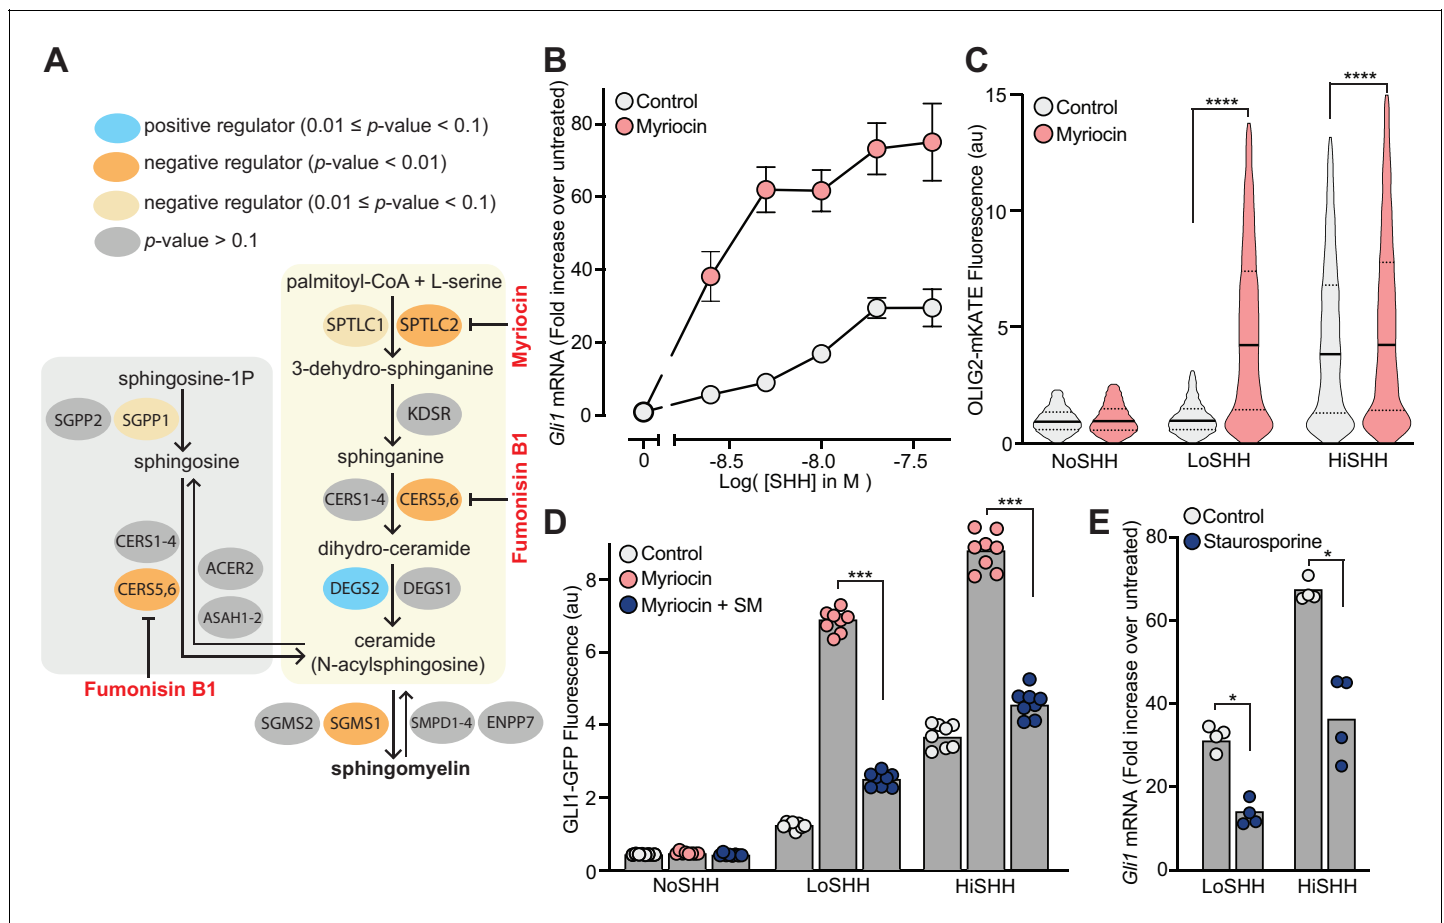 A
positive regulator (0.01 ≤ p-value < 0.1)
negative regulator (p-value < 0.01)
negative regulator (0.01 ≤ p-value < 0.1)
p-value > 0.1
palmitoyl-CoA + L-serine
SPTLC1
SPTLC2
Myriocin
3-dehydro-sphinganine
KDSR
sphinganine
CERS1-4
CERS5,6
Fumonisin B1
dihydro-ceramide
DEGS2
DEGS1
ceramide
(N-acylsphingosine)
sphingosine-1P
SGPP2
SGPP1
sphingosine
CERS1-4
CERS5,6
ACER2
ASAH1-2
Fumonisin B1
SGMS2
SGMS1
SMPD1-4
ENPP7
sphingomyelin
B
Gli1 mRNA (Fold increase over untreated)
Control
Myriocin
80
60
40
20
0
0
-8.5
-8.0
-7.5
Log( [SHH] in M )
C
OLIG2-mKATE Fluorescence (au)
Control
Myriocin
****
****
15
10
5
0
NoSHH
LoSHH
HiSHH
D
GLI1-GFP Fluorescence (au)
Control
Myriocin
Myriocin + SM
***
***
8
6
4
2
0
NoSHH
LoSHH
HiSHH
E
Gli1 mRNA (Fold increase over untreated)
Control
Staurosporine
*
*
80
60
40
20
0
LoSHH
HiSHH